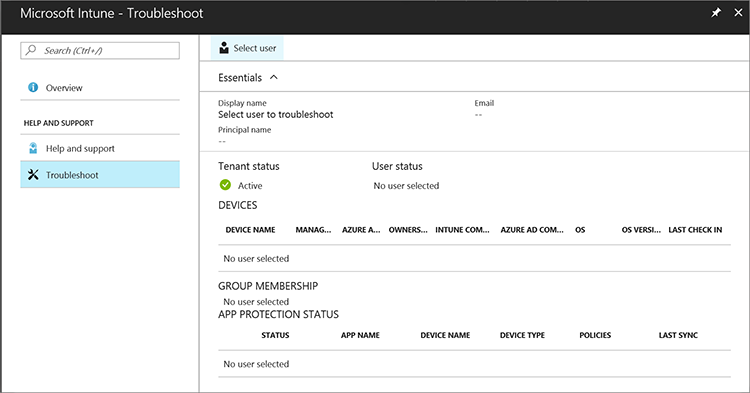 Microsoft Intune - Troubleshoot
Search (Ctrl+/)
Overview
HELP AND SUPPORT
Help and support
Troubleshoot
Select user
Essentials
Display name
Select user to troubleshoot
Email
--
Principal name
--
Tenant status
Active
User status
No user selected
DEVICES
DEVICE NAME MANAG... AZURE A... OWNERS... INTUNE COM... AZURE AD COM... OS OS VERSI... LAST CHECK IN
No user selected
GROUP MEMBERSHIP
No user selected
APP PROTECTION STATUS
STATUS APP NAME DEVICE NAME DEVICE TYPE POLICIES LAST SYNC
No user selected